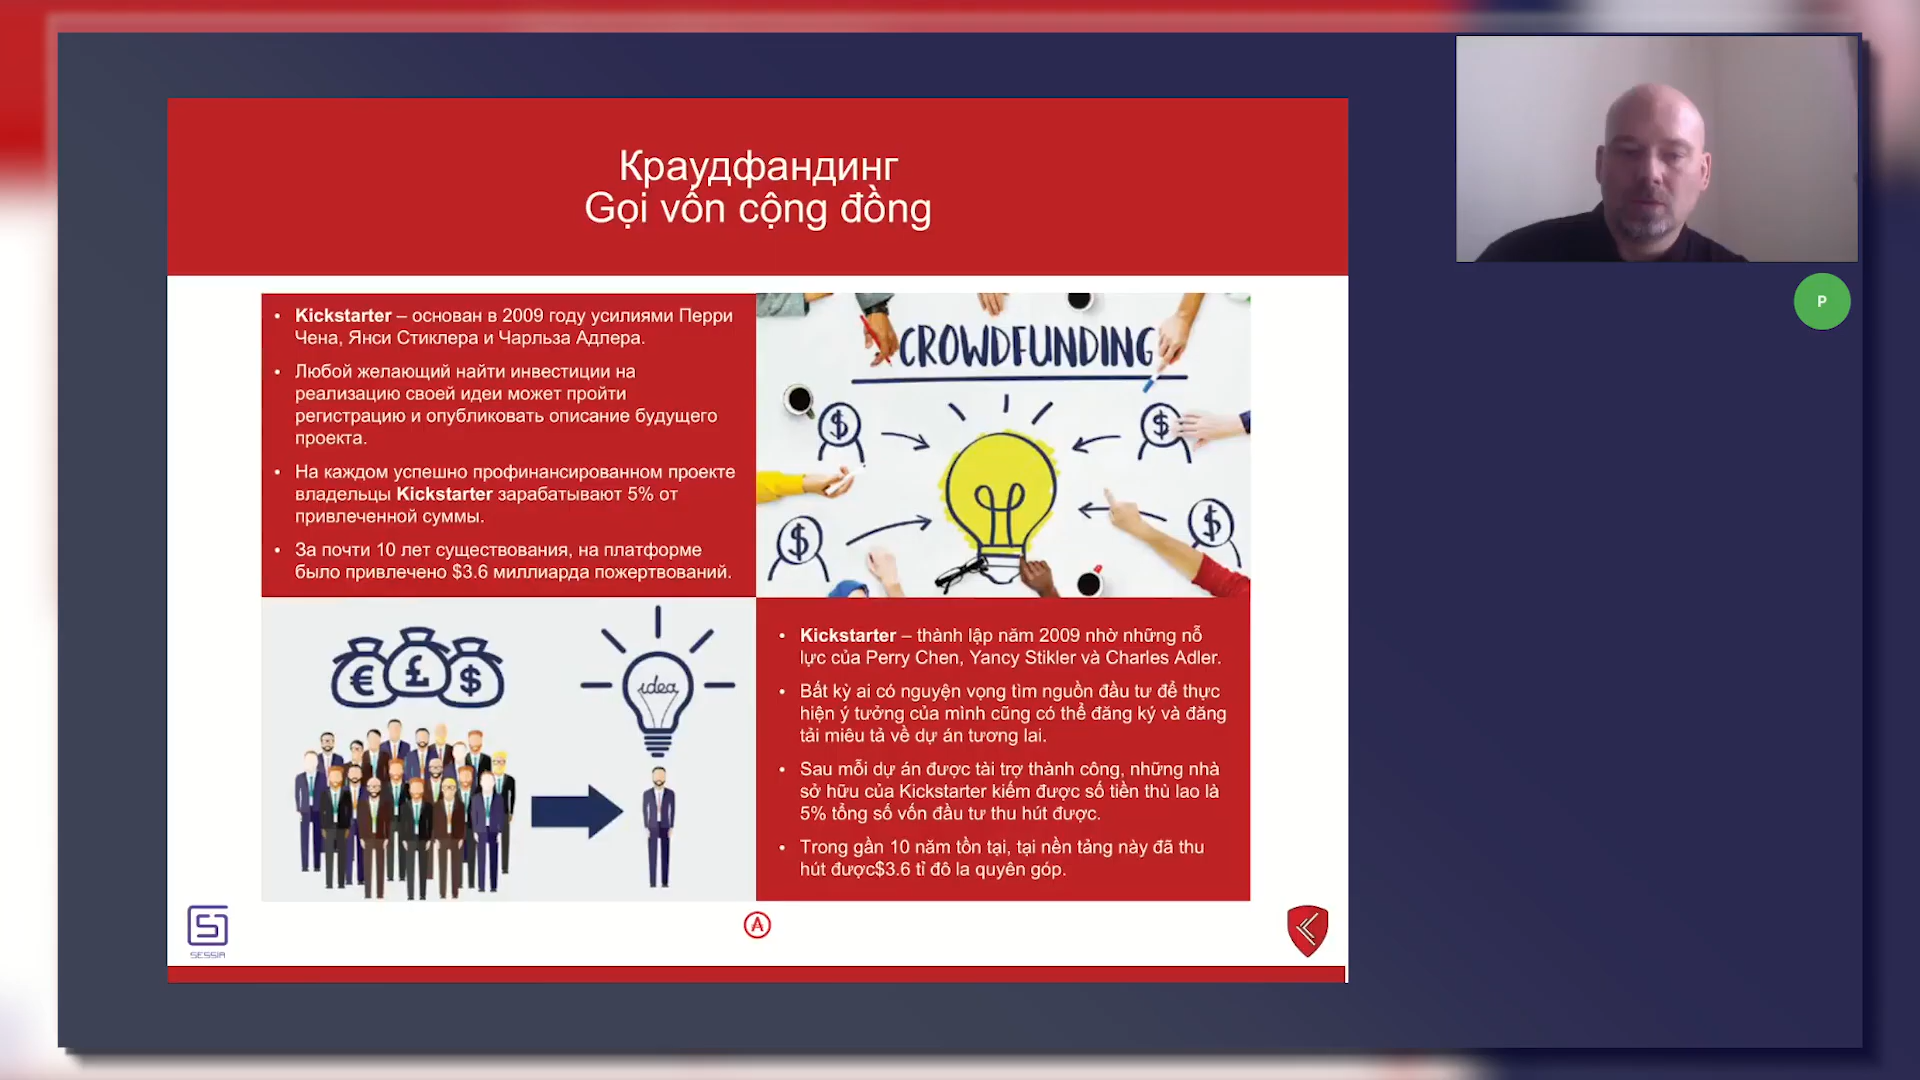 Краудфандинг
Gọi vốn cộng đồng
P
• Kickstarter – основан в 2009 году усилиями Перри
Чена, Янси Стиклера и Чарльза Адлера.
• Любой желающий найти инвестиции на
реализацию своей идеи может пройти
регистрацию и опубликовать описание будущего
проекта.
• На каждом успешно профинансированном проекте
владельцы Kickstarter зарабатывают 5% от
привлеченной суммы.
• За почти 10 лет существования, на платформе
было привлечено $3.6 миллиарда пожертвований.
CROWDFUNDING
$
$
$
$
€ £ $
idea
• Kickstarter – thành lập năm 2009 nhờ những nỗ
lực của Perry Chen, Yancy Stikler và Charles Adler.
• Bất kỳ ai có nguyện vọng tìm nguồn đầu tư để thực
hiện ý tưởng của mình cũng có thể đăng ký và đăng
tải miêu tả về dự án tương lai.
• Sau mỗi dự án được tài trợ thành công, những nhà
sở hữu của Kickstarter kiếm được số tiền thù lao là
5% tổng số vốn đầu tư thu hút được.
• Trong gần 10 năm tồn tại, tại nền tảng này đã thu
hút được$3.6 tỉ đô la quyên góp.
SESSIA
A